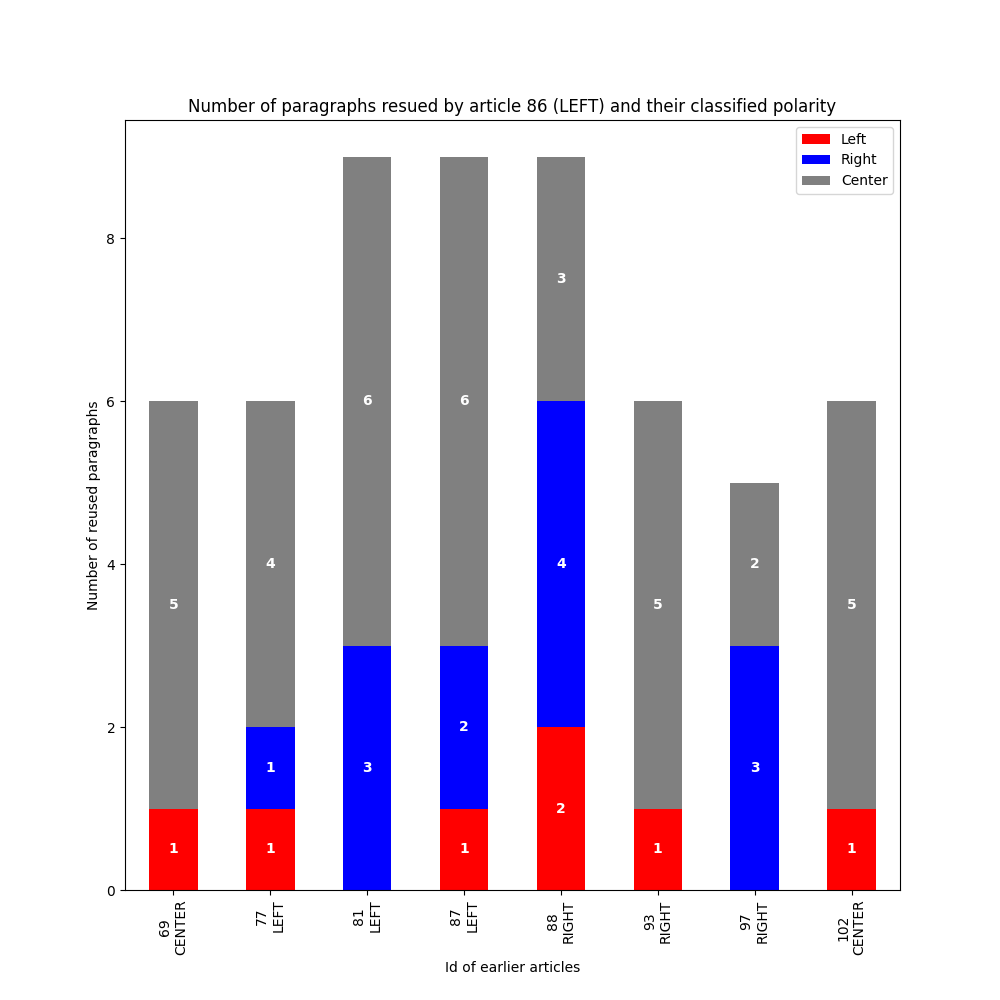 Number of paragraphs resued by article 86 (LEFT) and their classified polarity
Left
Right
Center
Number of reused paragraphs
8
6
4
2
0
5
1
4
1
1
6
3
6
2
1
3
4
2
5
1
2
3
5
1
69
CENTER
77
LEFT
81
LEFT
87
LEFT
88
RIGHT
93
RIGHT
97
RIGHT
102
CENTER
Id of earlier articles